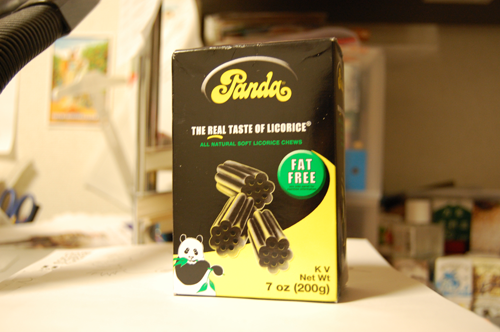 Panda®
THE REAL TASTE OF LICORICE®
ALL NATURAL SOFT LICORICE CHEWS
FAT
FREE
K V
Net Wt
7 oz (200g)